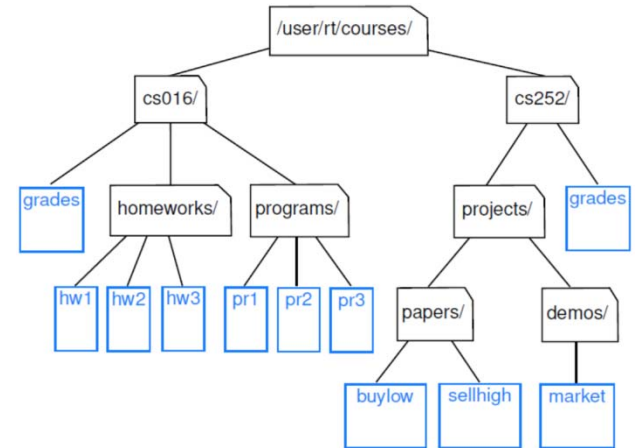 /user/rt/courses/
cs016/
cs252/
grades
homeworks/
programs/
projects/
grades
hw1
hw2
hw3
pr1
pr2
pr3
papers/
demos/
buylow
sellhigh
market